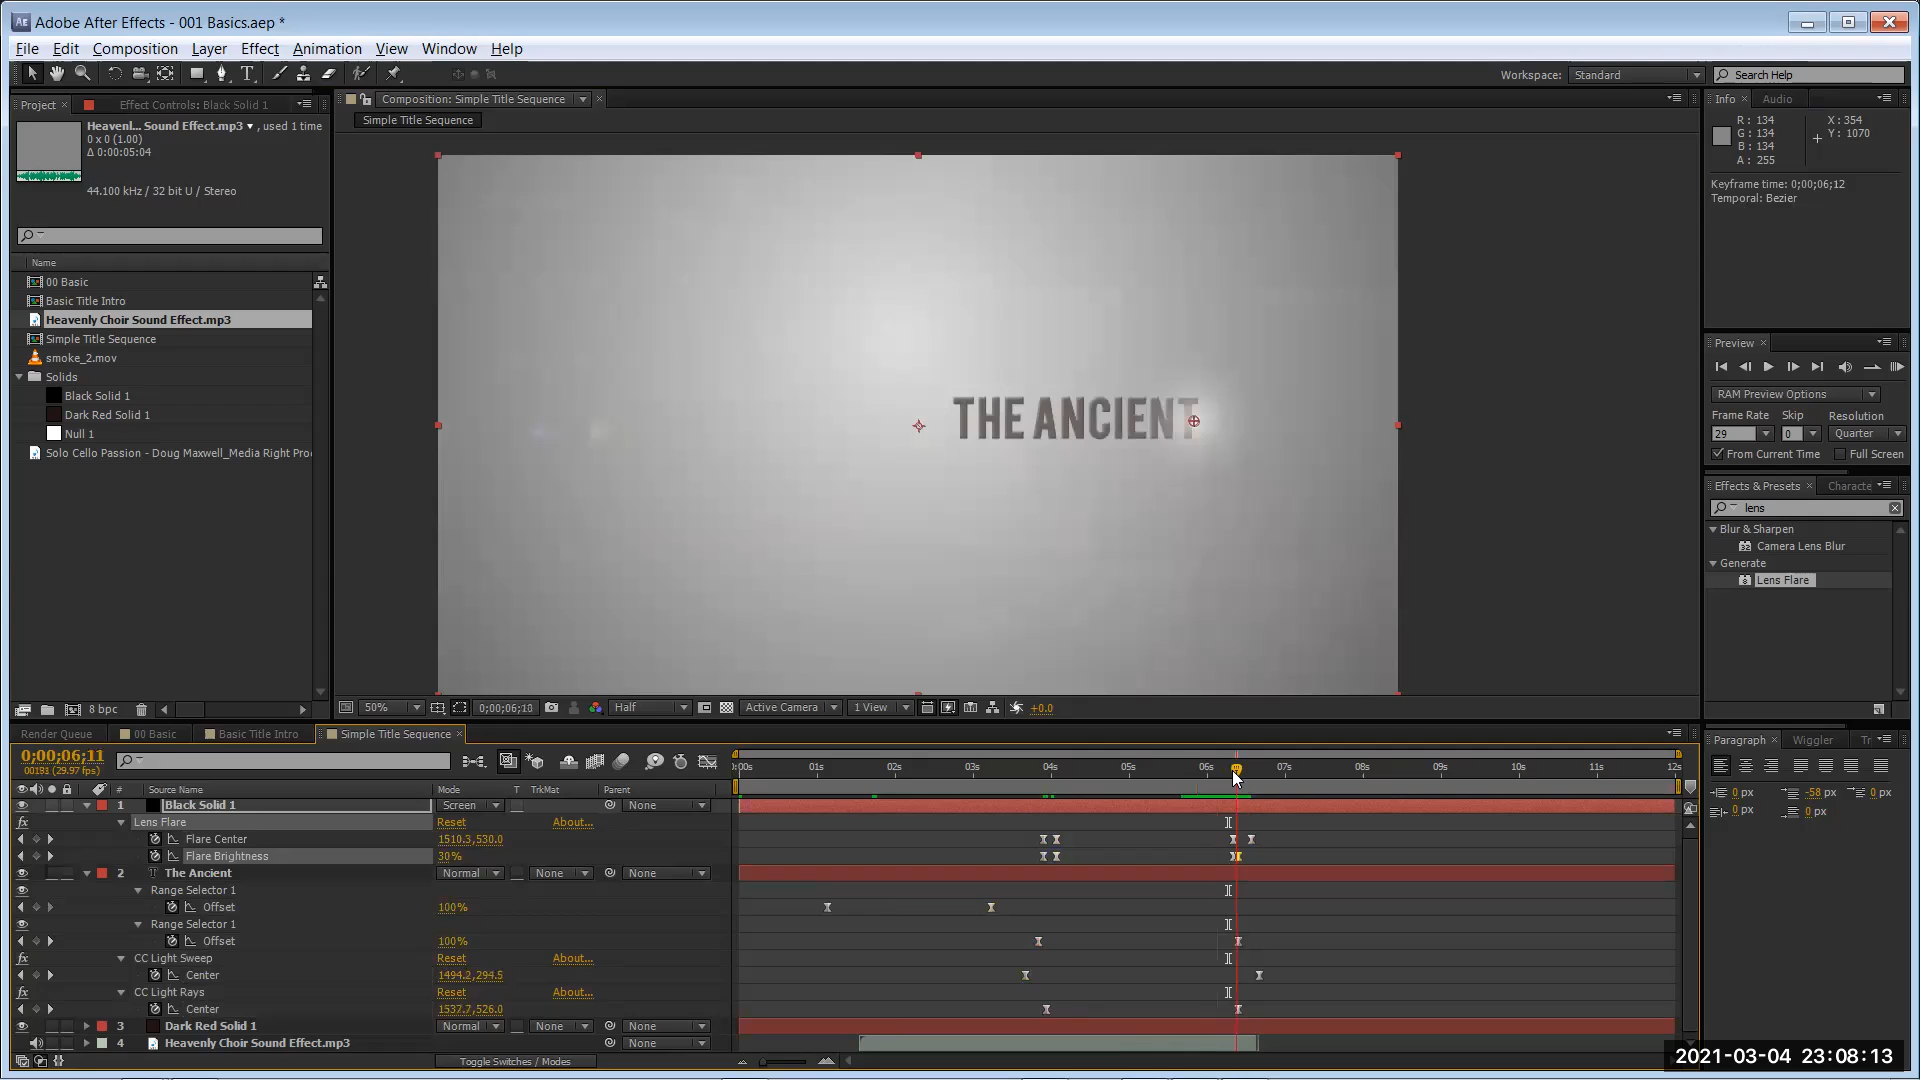 Adobe After Effects - 001 Basics.aep *
File Edit Composition Layer Effect Animation View Window Help
Workspace: Standard Search Help
Project Effect Controls: Black Solid 1
Heavenl... Sound Effect.mp3 , used 1 time
0 x 0 (1.00)
Δ 0:00:05:04
44.100 kHz / 32 bit U / Stereo
Name
00 Basic
Basic Title Intro
Heavenly Choir Sound Effect.mp3
Simple Title Sequence
smoke_2.mov
Solids
Black Solid 1
Dark Red Solid 1
Null 1
Solo Cello Passion - Doug Maxwell_Media Right Pro
8 bpc
Composition: Simple Title Sequence
Simple Title Sequence
THE ANCIENT
50% 0;00;06;10 Half Active Camera 1 View +0.0
Info Audio
R: 134 X: 354
G: 134 Y: 1070
B: 134
A: 255
Keyframe time: 0;00;06;12
Temporal: Bezier
Preview
RAM Preview Options
Frame Rate Skip Resolution
29 0 Quarter
From Current Time Full Screen
Effects & Presets Characte
lens
Blur & Sharpen
Camera Lens Blur
Generate
Lens Flare
Render Queue 00 Basic Basic Title Intro Simple Title Sequence
0;00;06;11
00191 (29.97 fps)
0:00s 01s 02s 03s 04s 05s 06s 07s 08s 09s 10s 11s 12s
# Source Name Mode T TrkMat Parent
1 Black Solid 1 Screen None
fx Lens Flare Reset About...
Flare Center 1510.3,530.0
Flare Brightness 30%
2 T The Ancient Normal None None
Range Selector 1
Offset 100%
Range Selector 1
Offset 100%
fx CC Light Sweep Reset About...
Center 1494.2,294.5
fx CC Light Rays Reset About...
Center 1537.7,526.0
3 Dark Red Solid 1 Normal None None
4 Heavenly Choir Sound Effect.mp3 None
Toggle Switches / Modes
Paragraph Wiggler Tr
0 px -58 px 0 px
0 px 0 px
2021-03-04 23:08:13